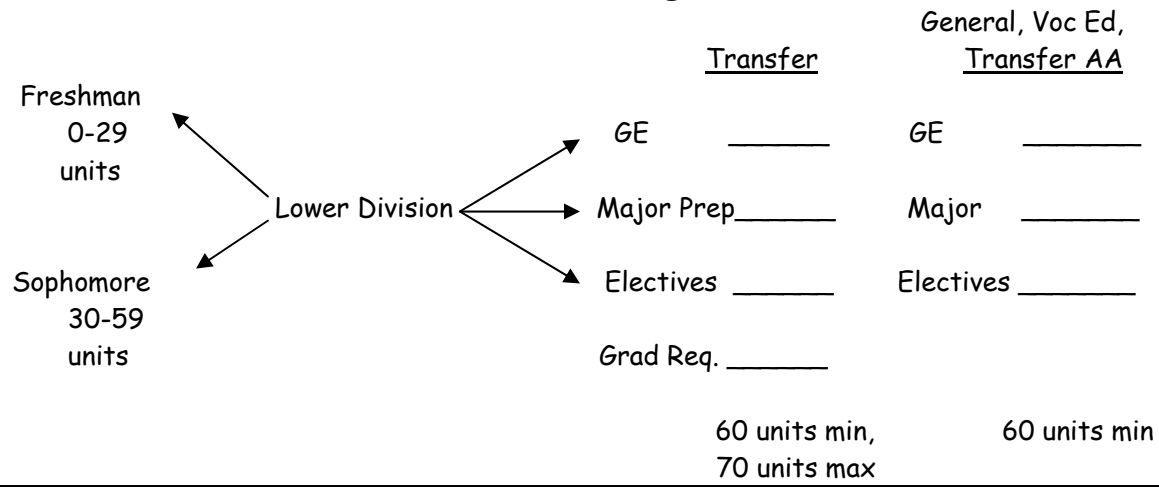 General, Voc Ed,
Transfer
Transfer AA
Freshman
0-29
units
GE ______
GE _______
Lower Division
Major Prep______
Major _______
Sophomore
30-59
units
Electives ______
Electives _______
Grad Req. ______
60 units min,
70 units max
60 units min